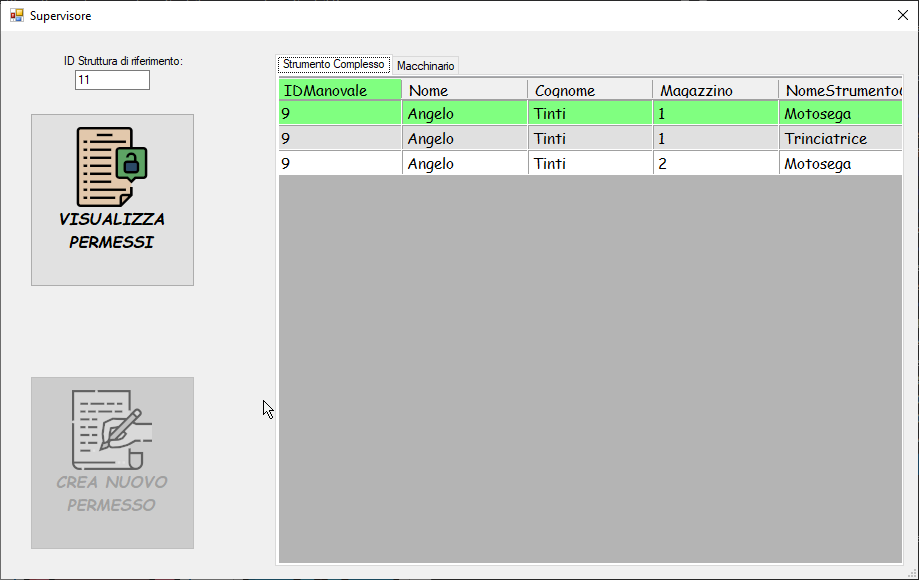 Supervisore
ID Struttura di riferimento:
11
VISUALIZZA
PERMESSI
CREA NUOVO
PERMESSO
Strumento Complesso Macchinario
IDManovale Nome Cognome Magazzino NomeStrumento
9 Angelo Tinti 1 Motosega
9 Angelo Tinti 1 Trinciatrice
9 Angelo Tinti 2 Motosega